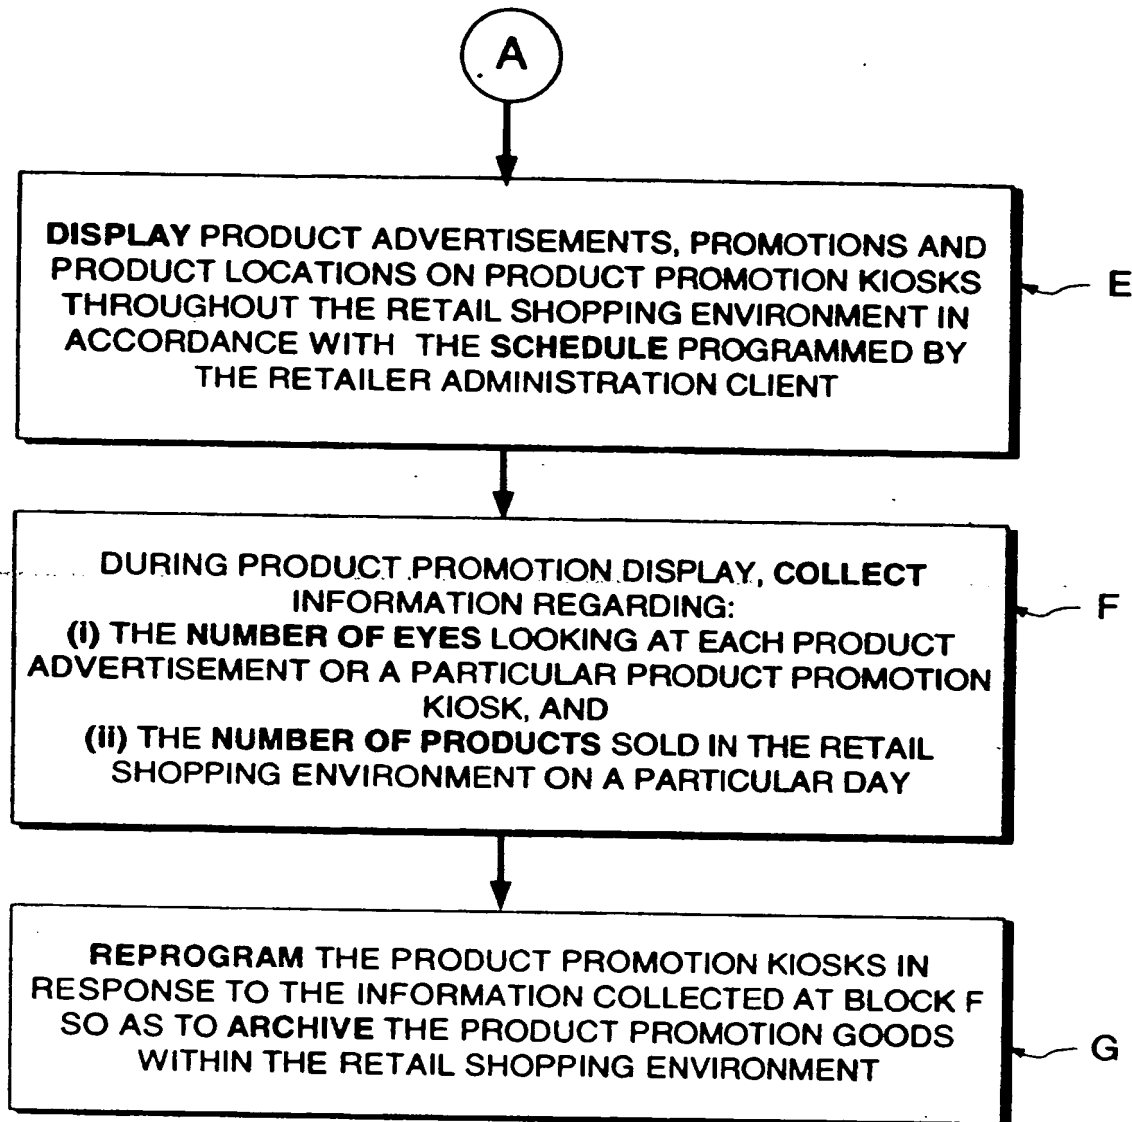 A
DISPLAY PRODUCT ADVERTISEMENTS, PROMOTIONS AND
PRODUCT LOCATIONS ON PRODUCT PROMOTION KIOSKS
THROUGHOUT THE RETAIL SHOPPING ENVIRONMENT IN
ACCORDANCE WITH THE SCHEDULE PROGRAMMED BY
THE RETAILER ADMINISTRATION CLIENT
E
DURING PRODUCT PROMOTION DISPLAY, COLLECT
INFORMATION REGARDING:
(i) THE NUMBER OF EYES LOOKING AT EACH PRODUCT
ADVERTISEMENT OR A PARTICULAR PRODUCT PROMOTION
KIOSK, AND
(ii) THE NUMBER OF PRODUCTS SOLD IN THE RETAIL
SHOPPING ENVIRONMENT ON A PARTICULAR DAY
F
REPROGRAM THE PRODUCT PROMOTION KIOSKS IN
RESPONSE TO THE INFORMATION COLLECTED AT BLOCK F
SO AS TO ARCHIVE THE PRODUCT PROMOTION GOODS
WITHIN THE RETAIL SHOPPING ENVIRONMENT
G